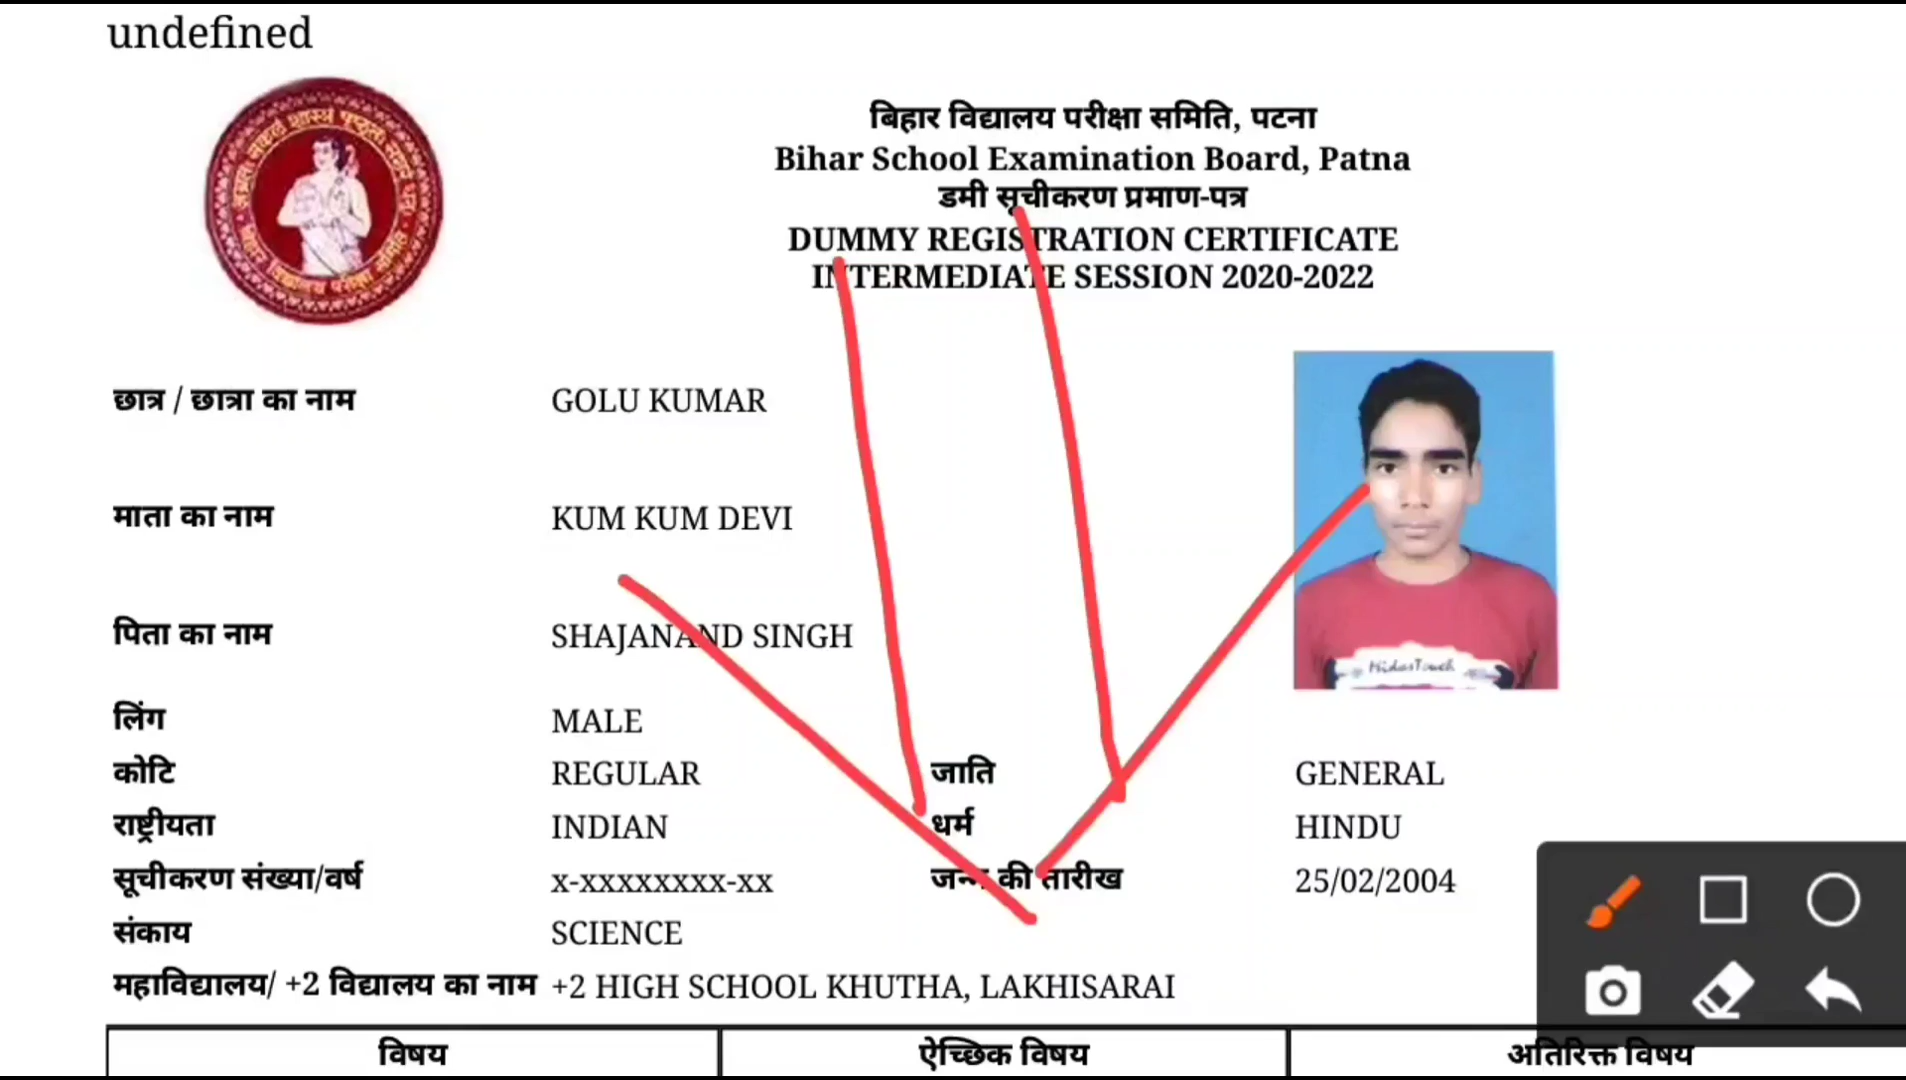 undefined
बिहार विद्यालय परीक्षा समिति, पटना
Bihar School Examination Board, Patna
डमी सूचीकरण प्रमाण-पत्र
DUMMY REGISTRATION CERTIFICATE
INTERMEDIATE SESSION 2020-2022
छात्र / छात्रा का नाम GOLU KUMAR
माता का नाम KUM KUM DEVI
पिता का नाम SHAJANAND SINGH
MidasTouch
लिंग MALE
कोटि REGULAR जाति GENERAL
राष्ट्रीयता INDIAN धर्म HINDU
सूचीकरण संख्या/वर्ष x-xxxxxxxx-xx जन्म की तारीख 25/02/2004
संकाय SCIENCE
महाविद्यालय/ +2 विद्यालय का नाम +2 HIGH SCHOOL KHUTHA, LAKHISARAI
विषय ऐच्छिक विषय अतिरिक्त विषय